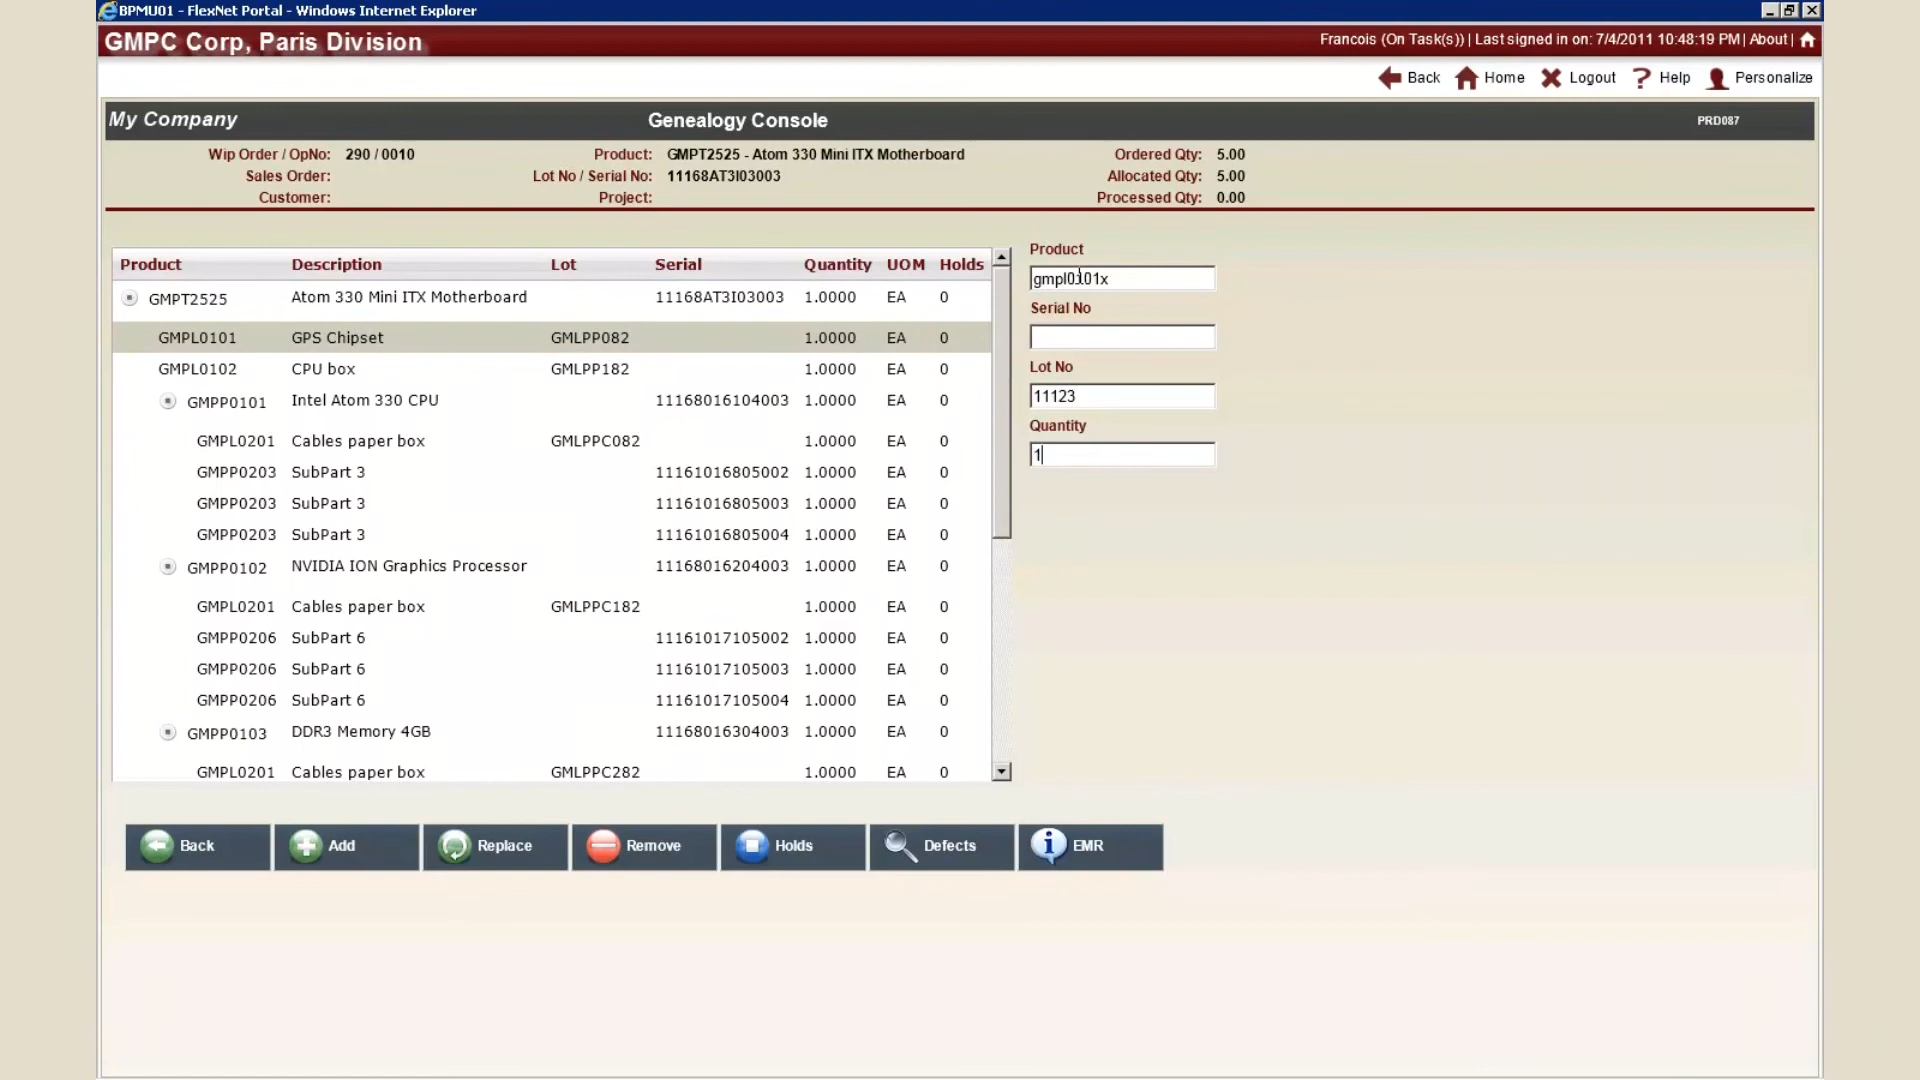 BPMU01 - FlexNet Portal - Windows Internet Explorer
GMPC Corp, Paris Division
Francois (On Task(s)) | Last signed in on: 7/4/2011 10:48:19 PM | About |
Back Home Logout ? Help Personalize
My Company Genealogy Console PRD087
Wip Order / OpNo: 290 / 0010 Product: GMPT2525 - Atom 330 Mini ITX Motherboard Ordered Qty: 5.00
Sales Order: Lot No / Serial No: 11168AT3I03003 Allocated Qty: 5.00
Customer: Project: Processed Qty: 0.00
Product Description Lot Serial Quantity UOM Holds
GMPT2525 Atom 330 Mini ITX Motherboard 11168AT3I03003 1.0000 EA 0
GMPL0101 GPS Chipset GMLPP082 1.0000 EA 0
GMPL0102 CPU box GMLPP182 1.0000 EA 0
GMPP0101 Intel Atom 330 CPU 11168016104003 1.0000 EA 0
GMPL0201 Cables paper box GMLPPC082 1.0000 EA 0
GMPP0203 SubPart 3 11161016805002 1.0000 EA 0
GMPP0203 SubPart 3 11161016805003 1.0000 EA 0
GMPP0203 SubPart 3 11161016805004 1.0000 EA 0
GMPP0102 NVIDIA ION Graphics Processor 11168016204003 1.0000 EA 0
GMPL0201 Cables paper box GMLPPC182 1.0000 EA 0
GMPP0206 SubPart 6 11161017105002 1.0000 EA 0
GMPP0206 SubPart 6 11161017105003 1.0000 EA 0
GMPP0206 SubPart 6 11161017105004 1.0000 EA 0
GMPP0103 DDR3 Memory 4GB 11168016304003 1.0000 EA 0
GMPL0201 Cables paper box GMLPPC282 1.0000 EA 0
Product
gmpl0101x
Serial No
Lot No
11123
Quantity
1
Back Add Replace Remove Holds Defects i EMR